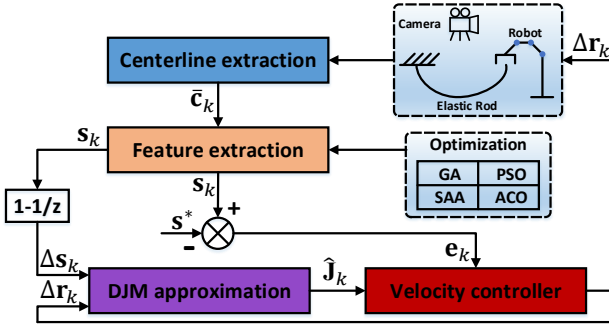 Camera
Robot
Δr_k
Centerline extraction
Elastic Rod
c̄_k
s_k
Feature extraction
Optimization
GA PSO
SAA ACO
s_k
1-1/z
s* +
-
e_k
Δs_k
Δr_k
DJM approximation
Ĵ_k
Velocity controller